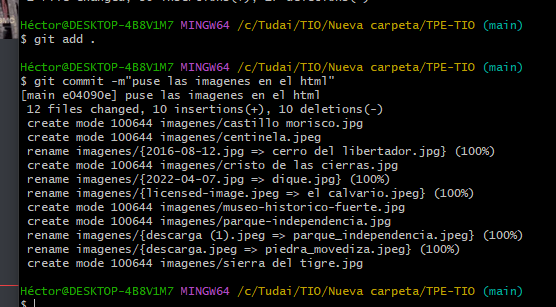 Héctor@DESKTOP-4B8V1M7 MINGW64 /c/Tudai/TIO/Nueva carpeta/TPE-TIO (main)
$ git add .
Héctor@DESKTOP-4B8V1M7 MINGW64 /c/Tudai/TIO/Nueva carpeta/TPE-TIO (main)
$ git commit -m"puse las imagenes en el html"
[main e04090e] puse las imagenes en el html
12 files changed, 10 insertions(+), 10 deletions(-)
create mode 100644 imagenes/castillo morisco.jpg
create mode 100644 imagenes/centinela.jpeg
rename imagenes/{2016-08-12.jpg => cerro del libertador.jpg} (100%)
create mode 100644 imagenes/cristo de las cierras.jpg
rename imagenes/{2022-04-07.jpg => dique.jpg} (100%)
rename imagenes/{licensed-image.jpeg => el calvario.jpeg} (100%)
create mode 100644 imagenes/museo-historico-fuerte.jpg
create mode 100644 imagenes/parque-independencia.jpg
rename imagenes/{descarga (1).jpeg => parque_independencia.jpeg} (100%)
rename imagenes/{descarga.jpeg => piedra_movediza.jpeg} (100%)
create mode 100644 imagenes/sierra del tigre.jpg
Héctor@DESKTOP-4B8V1M7 MINGW64 /c/Tudai/TIO/Nueva carpeta/TPE-TIO (main)
$